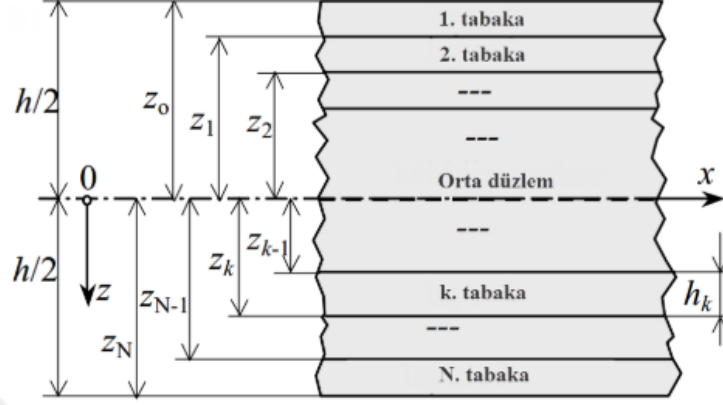 1. tabaka
2. tabaka
---
---
h/2
z₀
z₁
z₂
0
Orta düzlem
x
---
h/2
z
z_N
z_{N-1}
z_k
z_{k-1}
k. tabaka
h_k
---
N. tabaka